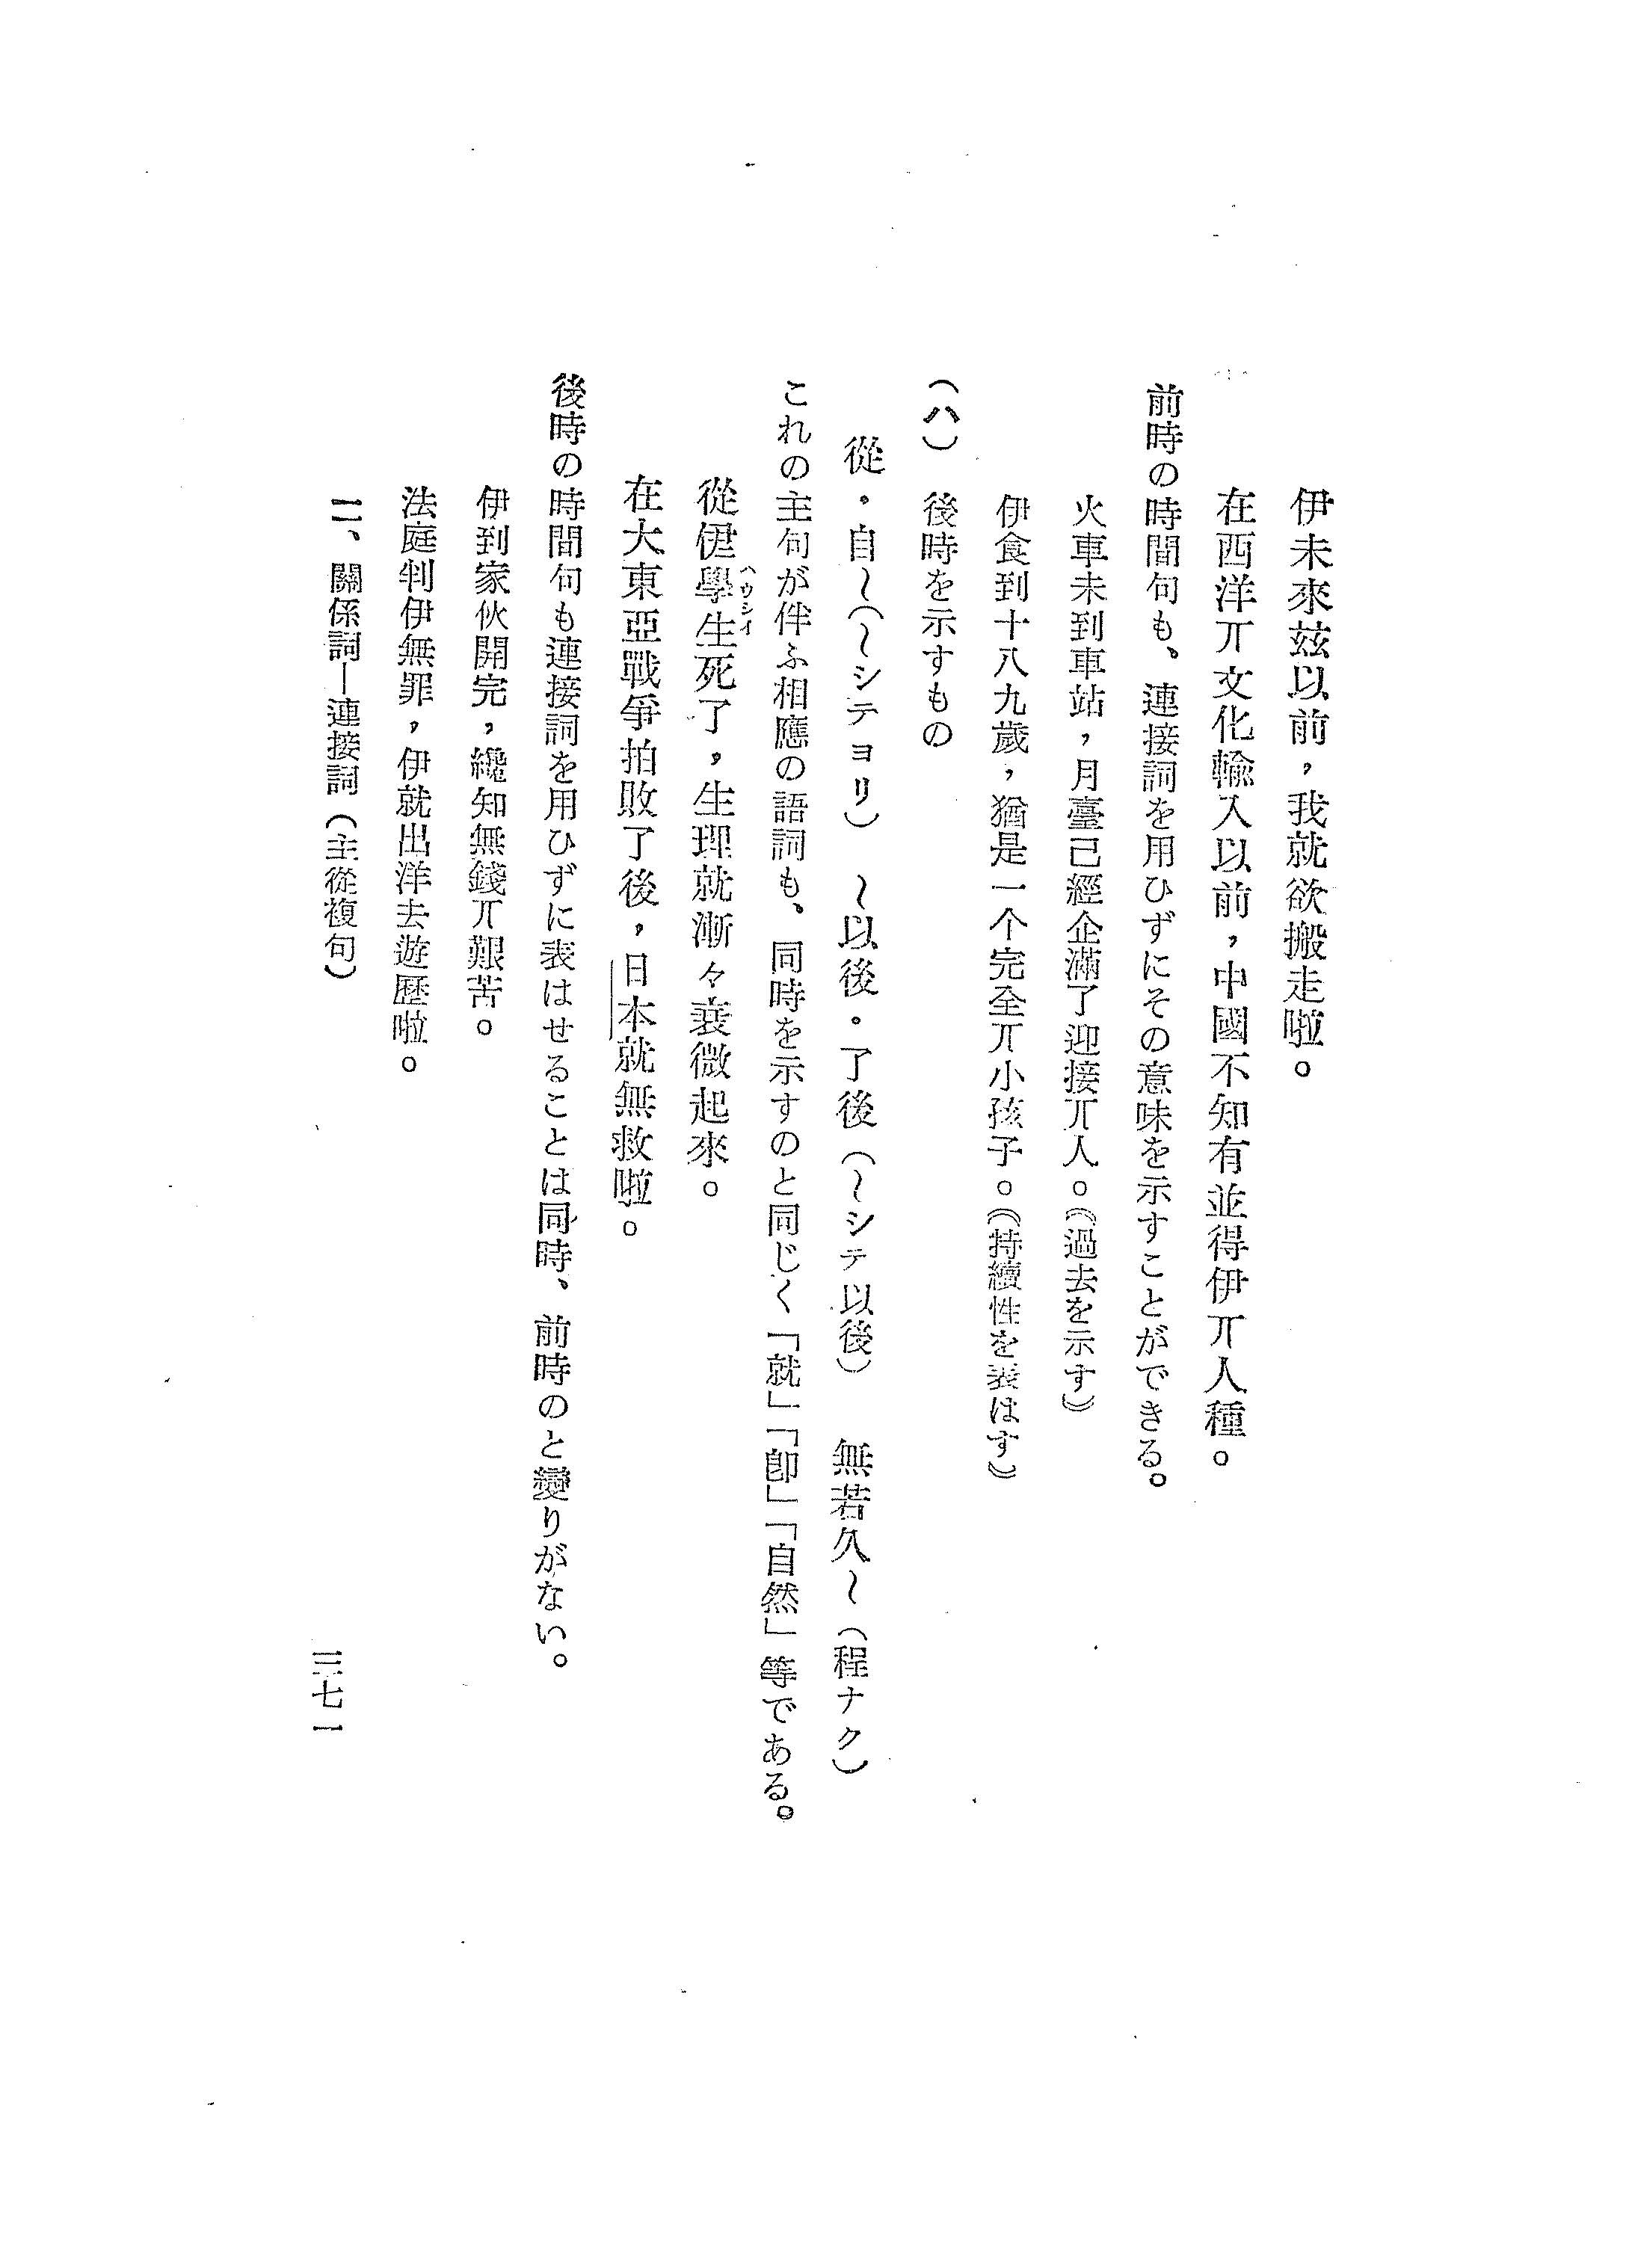 伊未來玆以前，我就欲搬走啦。
在西洋丌文化輸入以前，中國不知有並得伊丌人種。
前時の時間句も、連接詞を用ひずにその意味を示すことができる。
火車未到車站，月臺已經企滿了迎接丌人。《過去を示す》
伊食到十八九歲，猶是一个完全丌小孩子。《持續性を表はす》
（ハ）　後時を示すもの
從・自～（～シテヨリ）　～以後・了後（～シテ以後）　無若久～（程ナク）
これの主句が伴ふ相應の語詞も、同時を示すのと同じく「就」「卽」「自然」等である。
從伊學生死了，生理就漸々衰微起來。
ハウシイ
在大東亞戰爭拍敗了後，日本就無救啦。
後時の時間句も連接詞を用ひずに表はせることは同時、前時のと變りがない。
伊到家伙開完，纔知無錢丌艱苦。
法庭判伊無罪，伊就出洋去遊歷啦。
二、關係詞―連接詞（主從複句）
三七一